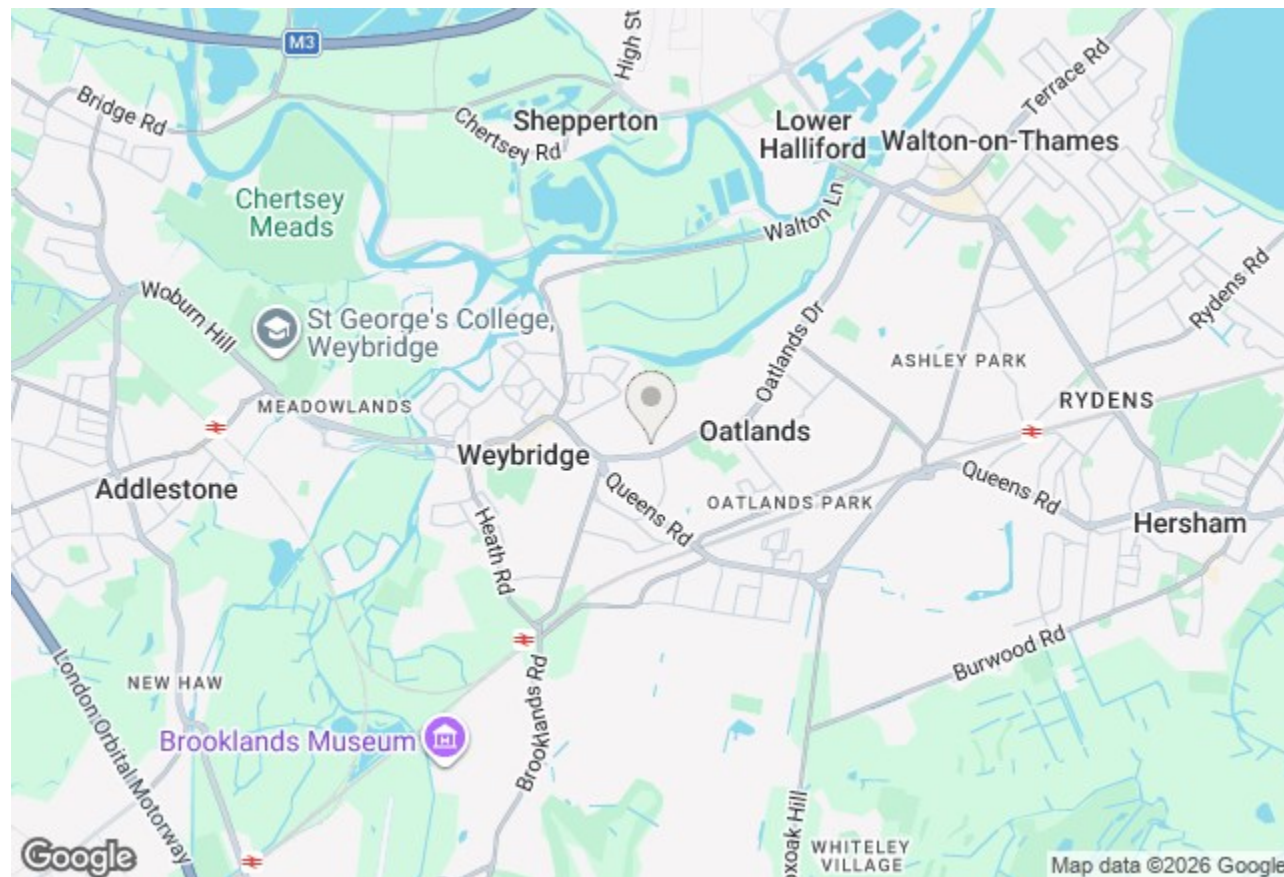 M3
High St
Terrace Rd
Bridge Rd
Chertsey Rd
Shepperton
Lower
Halliford
Walton-on-Thames
Chertsey
Meads
Walton Ln
Woburn Hill
St George's College,
Weybridge
Rydens Rd
Oatlands Dr
ASHLEY PARK
MEADOWLANDS
RYDENS
Oatlands
Weybridge
Addlestone
Queens Rd
OATLANDS PARK
Queens Rd
Hersham
Heath Rd
Burwood Rd
NEW HAW
London Orbital Motorway
Brooklands Rd
Brooklands Museum
oxoak Hill
WHITELEY
VILLAGE
Google
Map data ©2026 Google